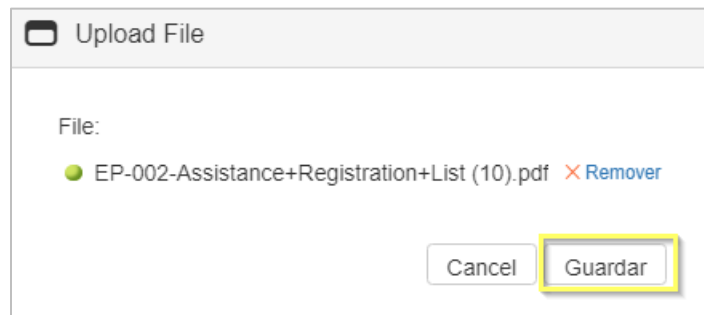 Upload File
File:
EP-002-Assistance+Registration+List (10).pdf Remover
Cancel Guardar